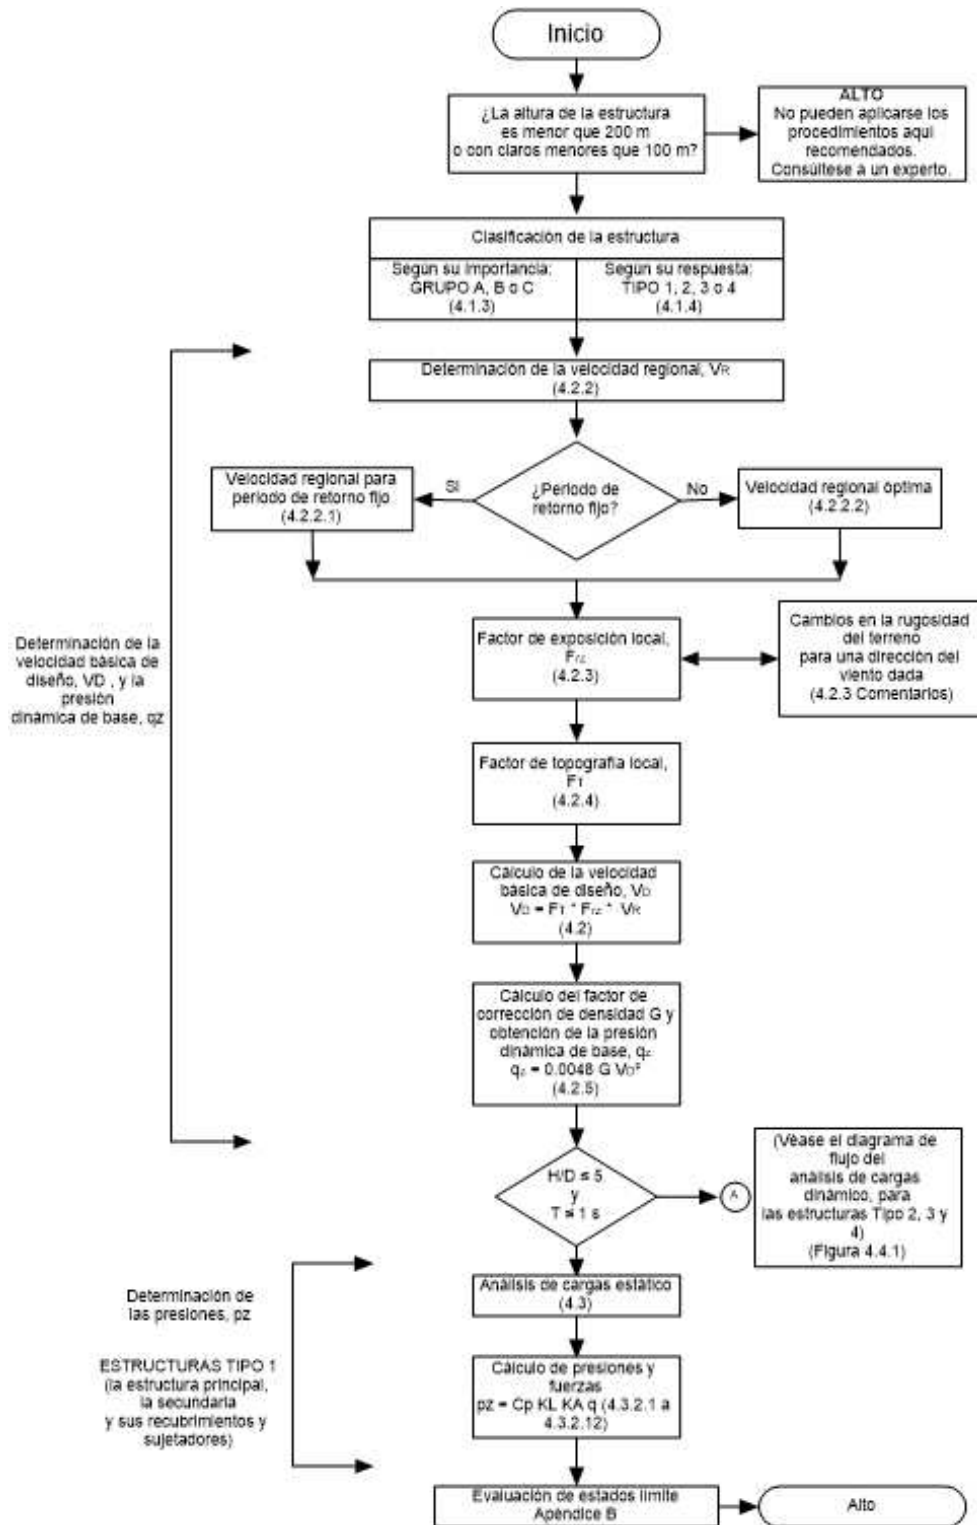 Inicio
¿La altura de la estructura
es menor que 200 m
o con claros menores que 100 m?
ALTO
No pueden aplicarse los
procedimientos aqui
recomendados.
Consúltese a un experto.
Clasificación de la estructura
Según su importancia:
GRUPO A, B o C
(4.1.3)
Según su respuesta:
TIPO 1, 2, 3 o 4
(4.1.4)
Determinación de la velocidad regional, VR
(4.2.2)
¿Periodo de
retorno fijo?
Si
No
Velocidad regional para
periodo de retorno fijo
(4.2.2.1)
Velocidad regional óptima
(4.2.2.2)
Determinación de la
velocidad básica de
diseño, VD , y la
presión
dinámica de base, qz
Factor de exposición local,
Frz
(4.2.3)
Cambios en la rugosidad
del terreno
para una dirección del
viento dada
(4.2.3 Comentarios)
Factor de topografía local,
FT
(4.2.4)
Cálculo de la velocidad
básica de diseño, VD
VD = FT * Frz * VR
(4.2)
Cálculo del factor de
corrección de densidad G y
obtención de la presión
dinámica de base, qz
qz = 0.0048 G VD²
(4.2.5)
H/D ≤ 5
y
T ≤ 1 s
A
(Véase el diagrama de
flujo del
análisis de cargas
dinámico, para
las estructuras Tipo 2, 3 y
4)
(Figura 4.4.1)
Determinación de
las presiones, pz
ESTRUCTURAS TIPO 1
(la estructura principal,
la secundaria
y sus recubrimientos y
sujetadores)
Análisis de cargas estático
(4.3)
Cálculo de presiones y
fuerzas
pz = Cp KL KA q (4.3.2.1 a
4.3.2.12)
Evaluación de estados límite
Apéndice B
Alto